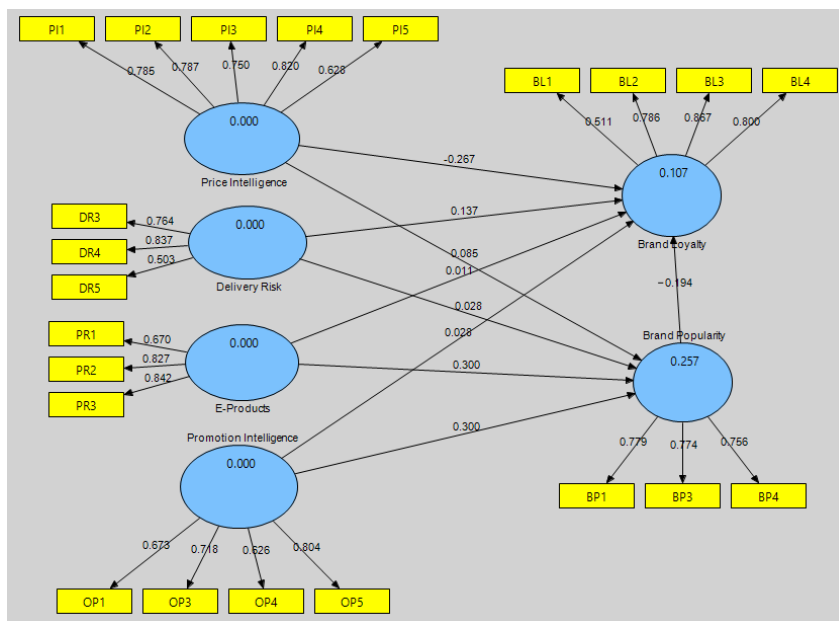 PI1 PI2 PI3 PI4 PI5
0.785 0.787 0.750 0.820 0.628
0.000
Price Intelligence
BL1 BL2 BL3 BL4
0.511 0.786 0.867 0.800
0.107
Brand Loyalty
-0.267
DR3 0.764
DR4 0.837
DR5 0.503
0.000
Delivery Risk
0.137
0.085
0.011
0.028
0.028
-0.194
PR1 0.670
PR2 0.827
PR3 0.842
0.000
E-Products
0.300
Brand Popularity
0.257
Promotion Intelligence
0.000
0.300
0.779 0.774 0.756
BP1 BP3 BP4
0.673 0.718 0.626 0.804
OP1 OP3 OP4 OP5